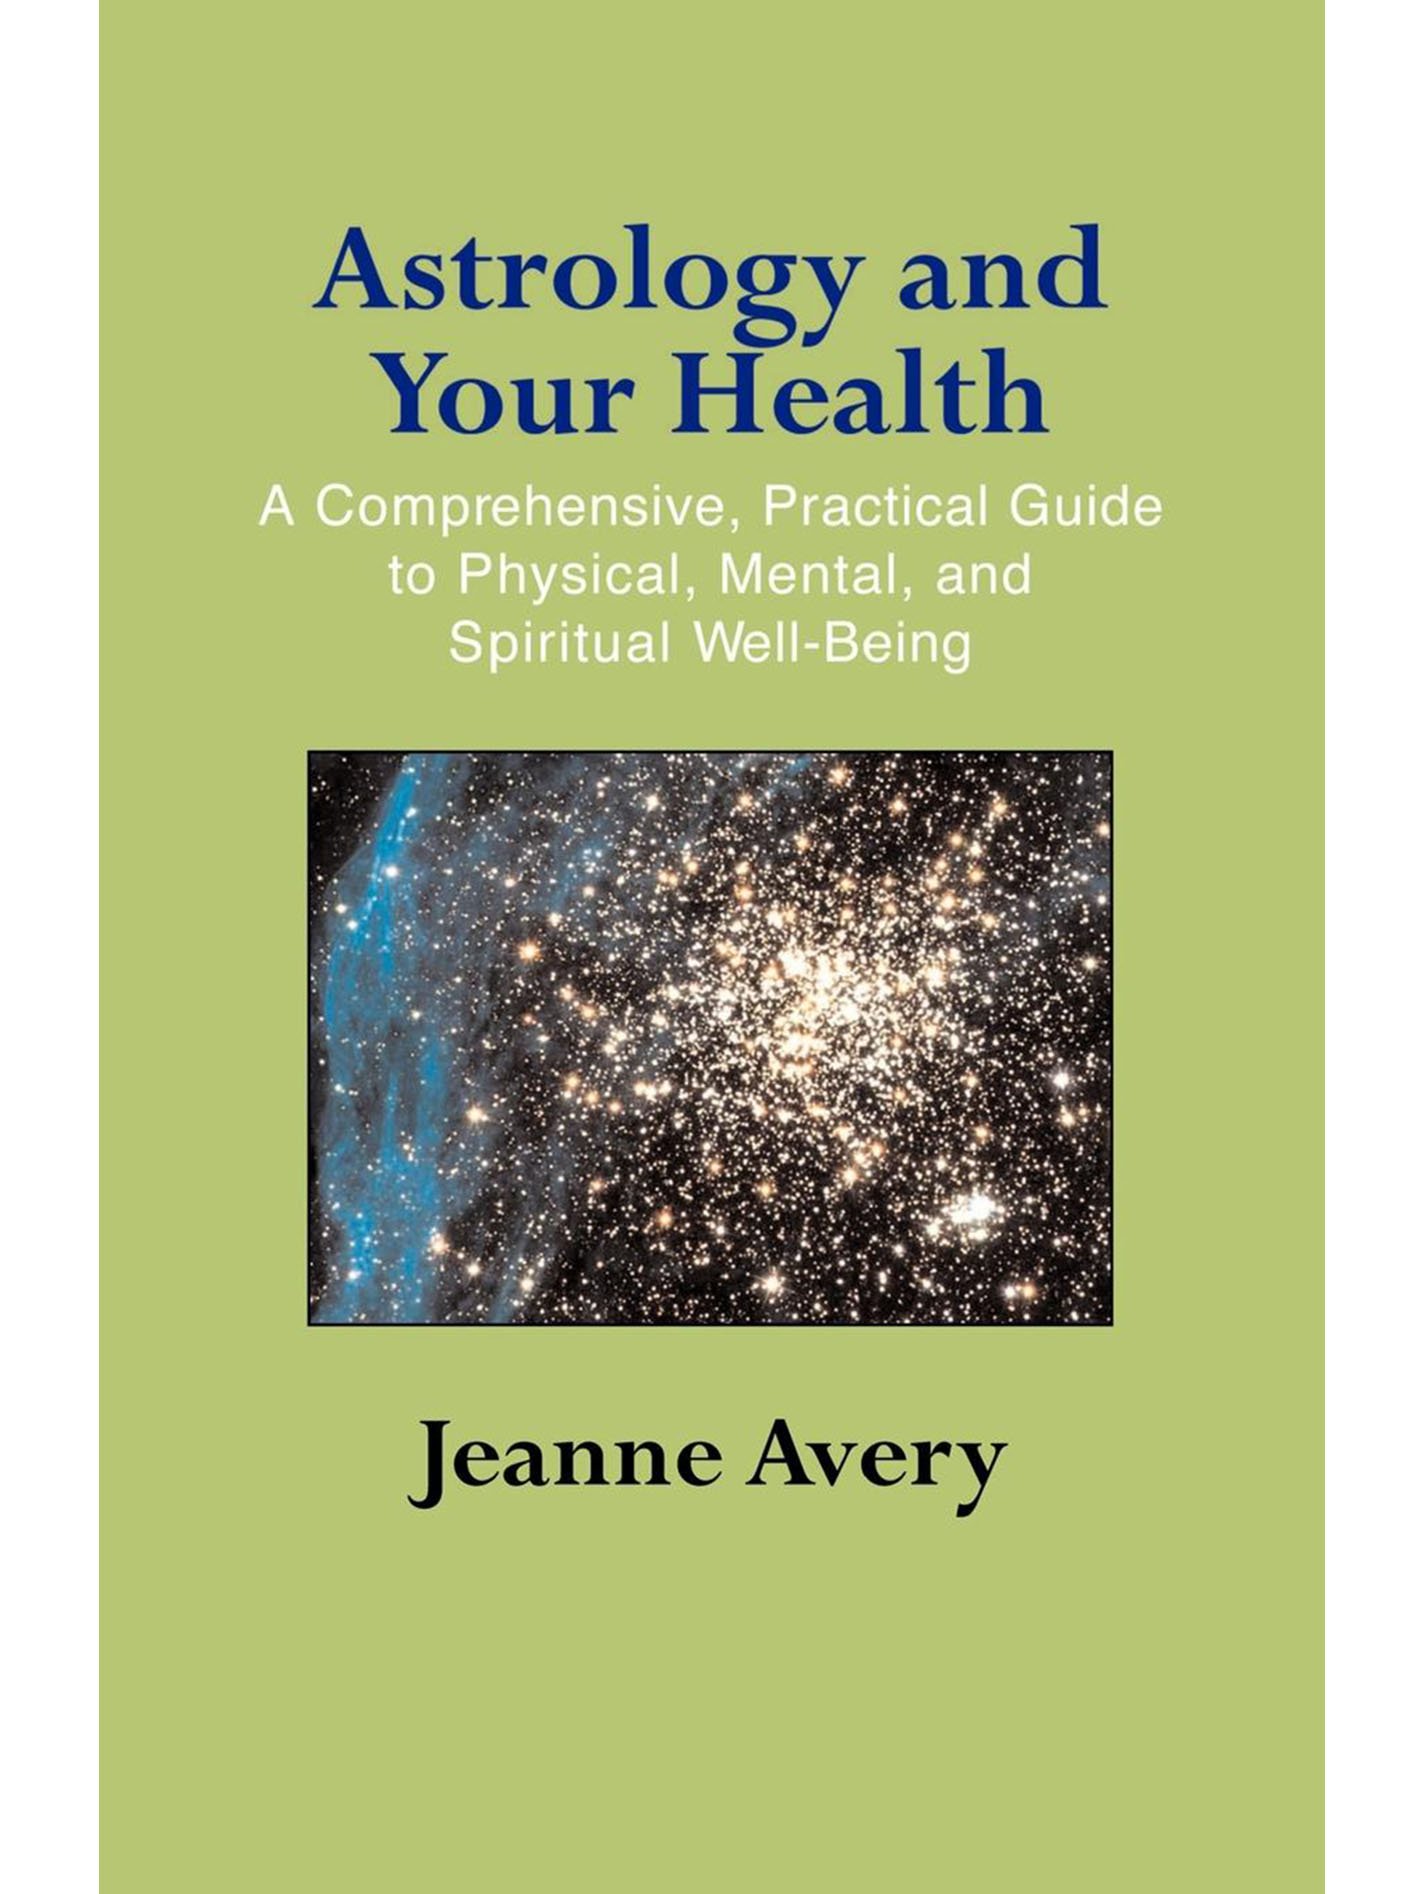 Astrology and
Your Health
A Comprehensive, Practical Guide
to Physical, Mental, and
Spiritual Well-Being
Jeanne Avery